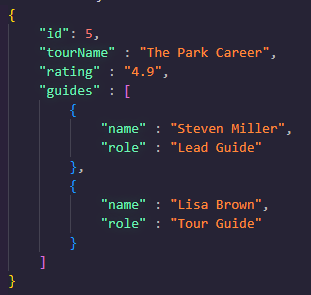 {
    "id": 5,
    "tourName" : "The Park Career",
    "rating" : "4.9",
    "guides" : [
        {
            "name" : "Steven Miller",
            "role" : "Lead Guide"
        },
        {
            "name" : "Lisa Brown",
            "role" : "Tour Guide"
        }
    ]
}